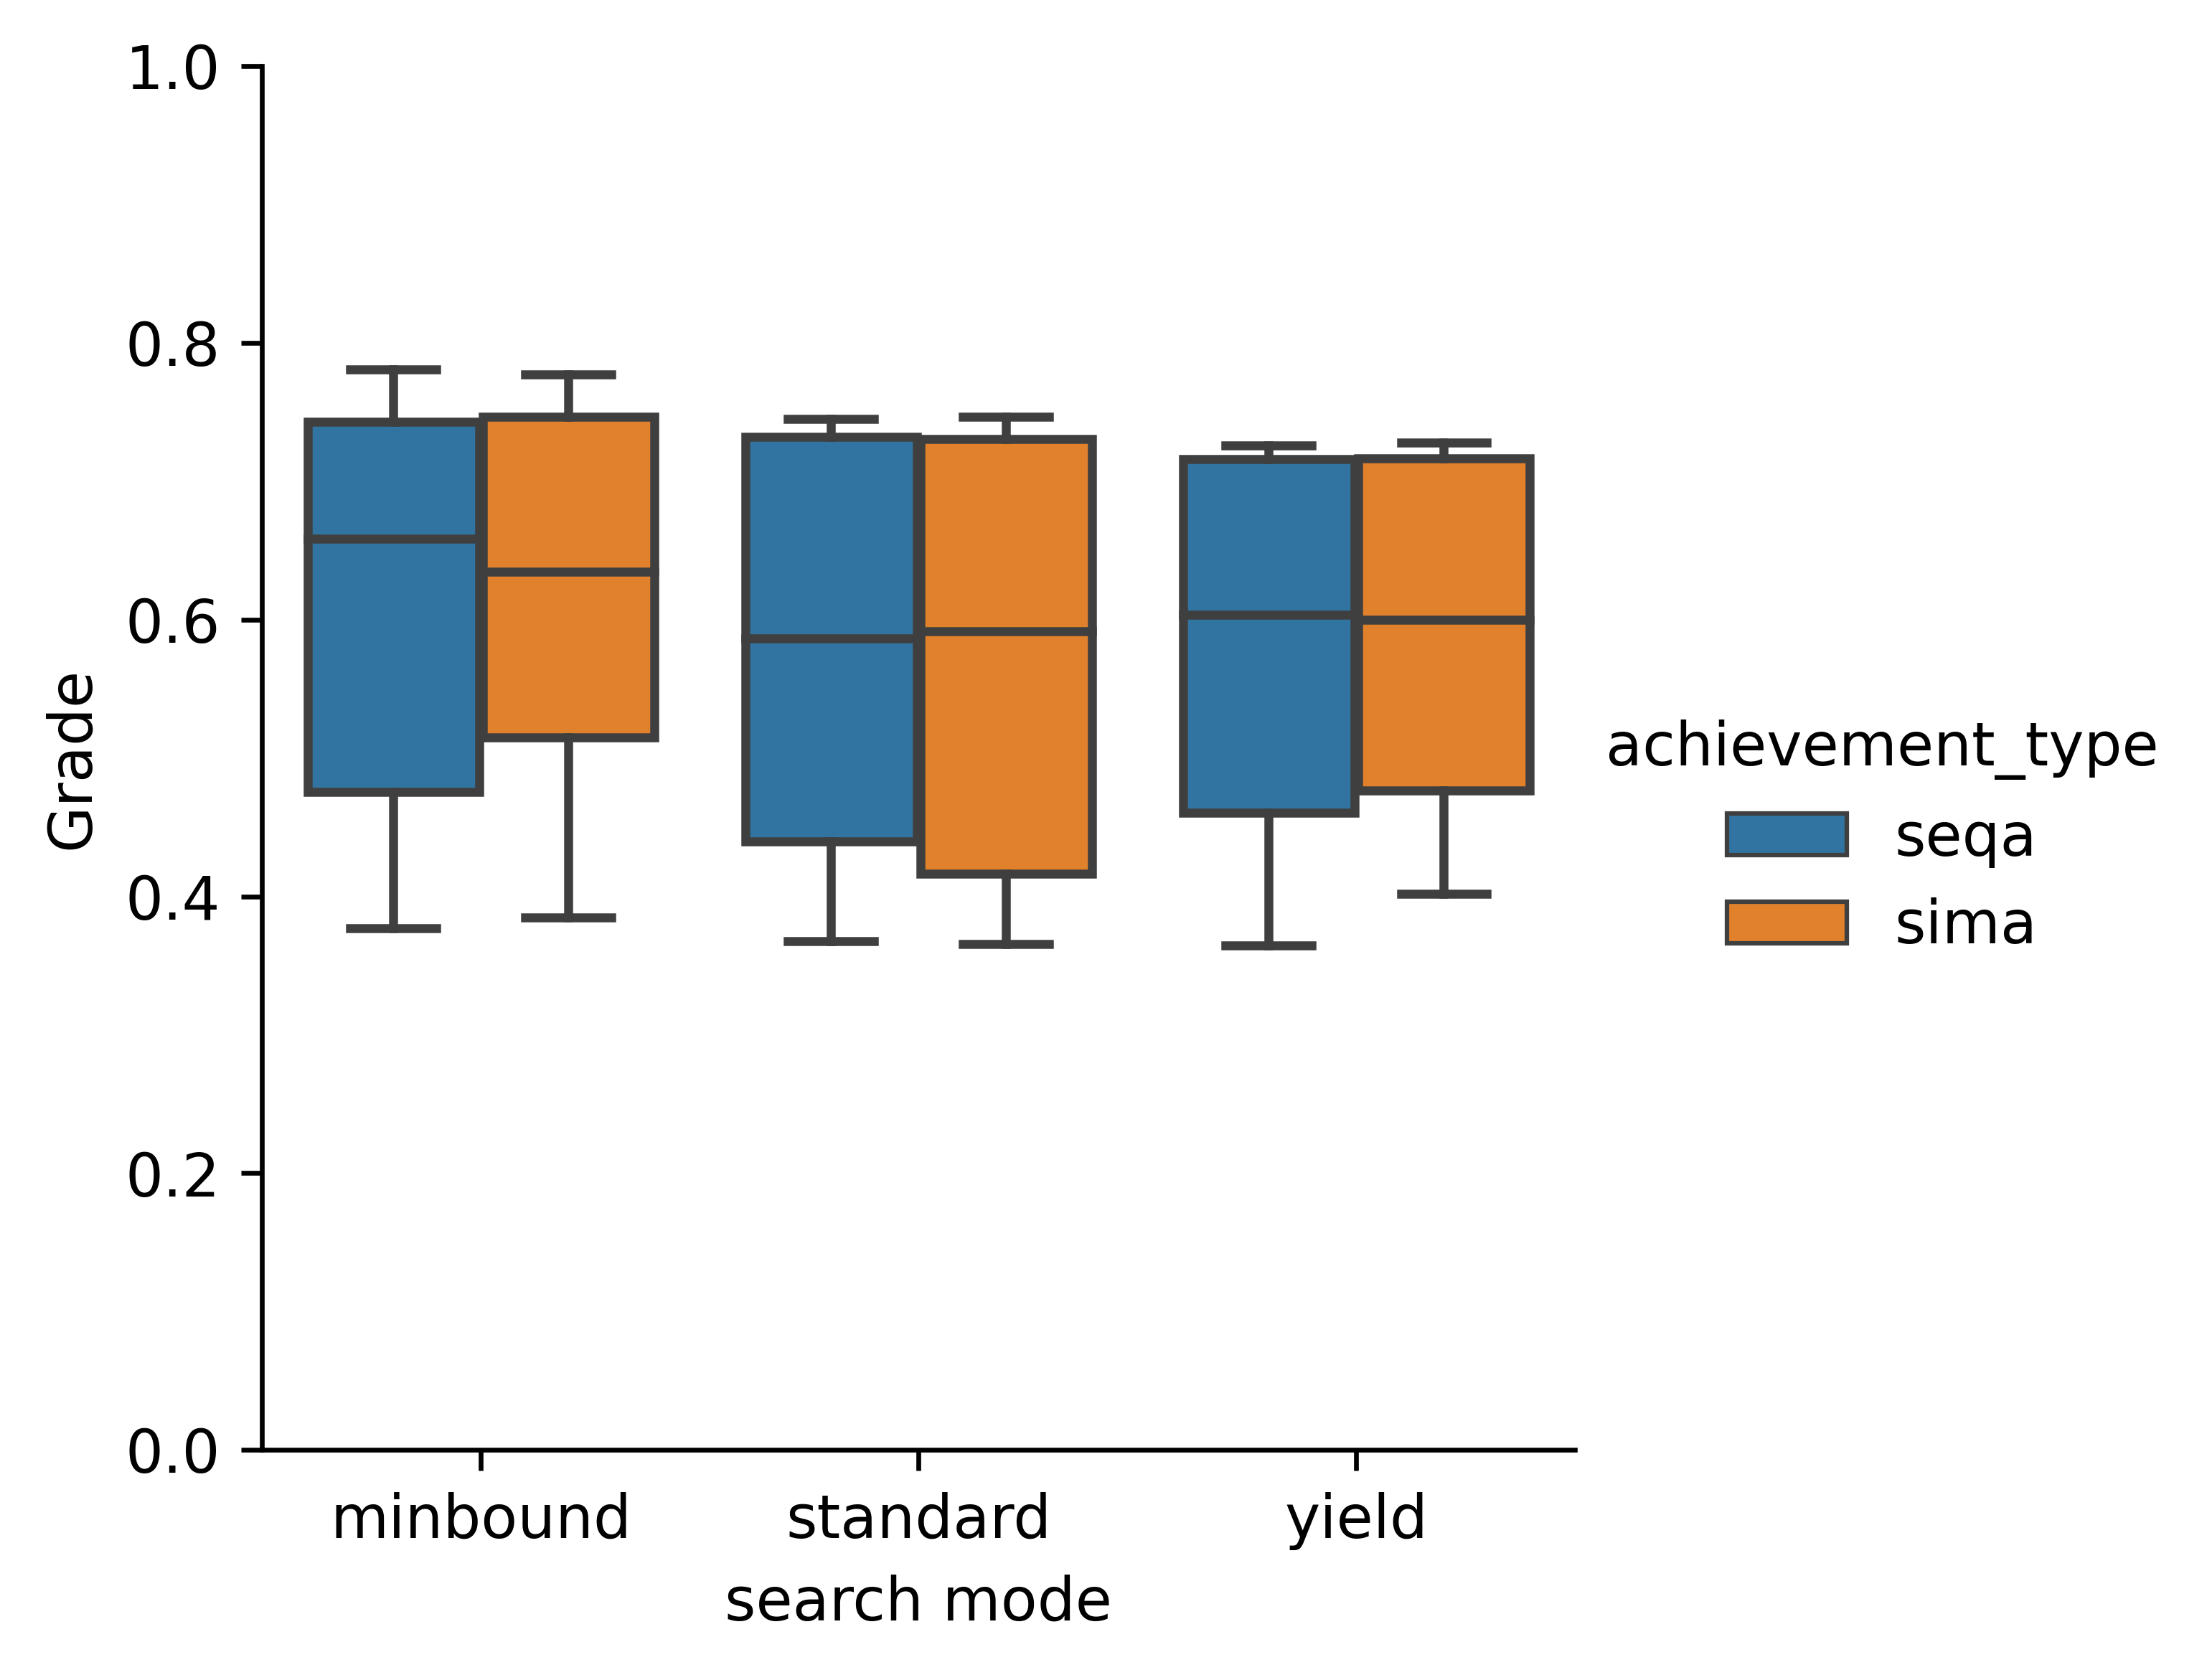 1.0
0.8
0.6
0.4
0.2
0.0
Grade
minbound
standard
yield
search mode
achievement_type
seqa
sima